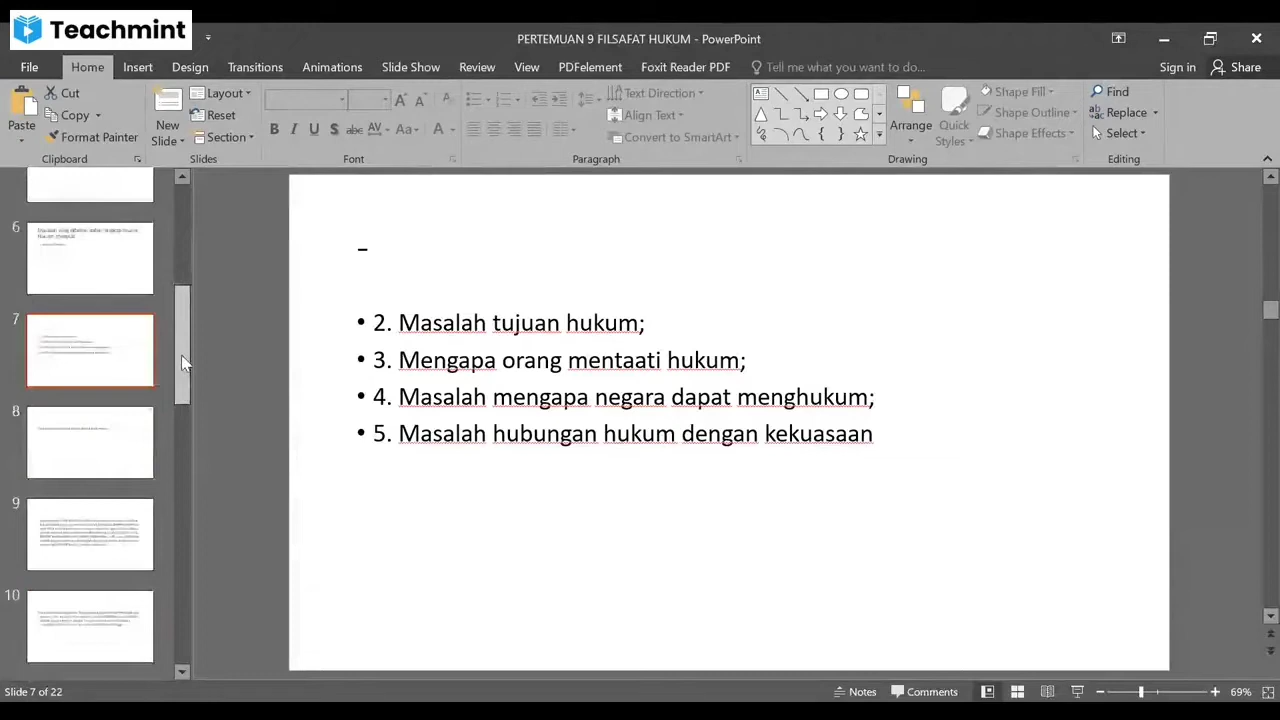 Teachmint
PERTEMUAN 9 FILSAFAT HUKUM - PowerPoint
File Home Insert Design Transitions Animations Slide Show Review View PDFelement Foxit Reader PDF Tell me what you want to do... Sign in Share
Paste Cut Copy Format Painter Clipboard
New Slide Layout Reset Section Slides
B I U S abc AV Aa A Font
Text Direction Align Text Convert to SmartArt Paragraph
Arrange Quick Styles Shape Fill Shape Outline Shape Effects Drawing
Find Replace Select Editing
6
7
8
9
10
-
• 2. Masalah tujuan hukum;
• 3. Mengapa orang mentaati hukum;
• 4. Masalah mengapa negara dapat menghukum;
• 5. Masalah hubungan hukum dengan kekuasaan
Slide 7 of 22 Notes Comments 69%